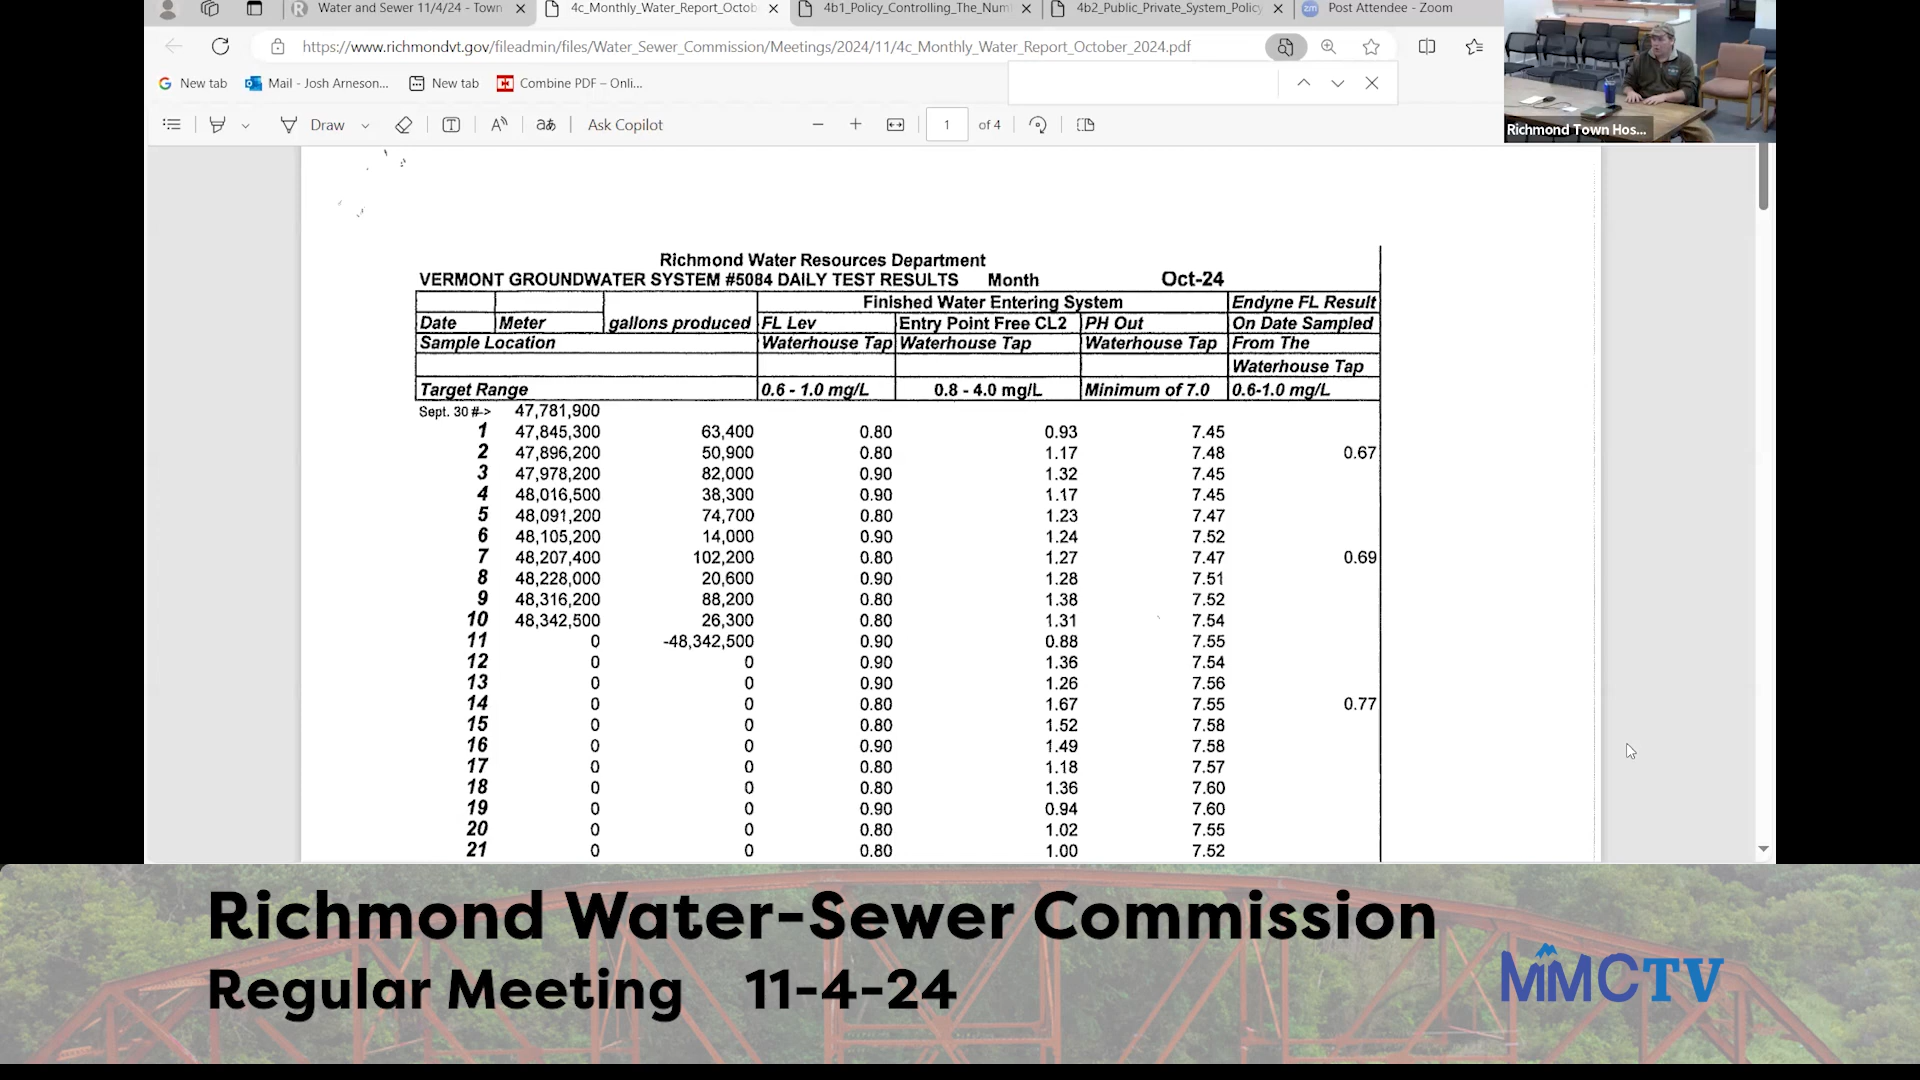 Water and Sewer 11/4/24 - Town
4c_Monthly_Water_Report_Octob
4b1_Policy_Controlling_The_Num
4b2_Public_Private_System_Policy
Post Attendee - Zoom
https://www.richmondvt.gov/fileadmin/files/Water_Sewer_Commission/Meetings/2024/11/4c_Monthly_Water_Report_October_2024.pdf
New tab
Mail - Josh Arneson...
New tab
Combine PDF – Onli...
Draw
Ask Copilot
1 of 4
Richmond Town Hos...
Richmond Water Resources Department
VERMONT GROUNDWATER SYSTEM #5084 DAILY TEST RESULTS Month Oct-24
Finished Water Entering System Endyne FL Result
Date Meter gallons produced FL Lev Entry Point Free CL2 PH Out On Date Sampled
Sample Location Waterhouse Tap Waterhouse Tap Waterhouse Tap From The
Waterhouse Tap
Target Range 0.6 - 1.0 mg/L 0.8 - 4.0 mg/L Minimum of 7.0 0.6-1.0 mg/L
Sept. 30 #-> 47,781,900
1 47,845,300 63,400 0.80 0.93 7.45
2 47,896,200 50,900 0.80 1.17 7.48 0.67
3 47,978,200 82,000 0.90 1.32 7.45
4 48,016,500 38,300 0.90 1.17 7.45
5 48,091,200 74,700 0.80 1.23 7.47
6 48,105,200 14,000 0.90 1.24 7.52
7 48,207,400 102,200 0.80 1.27 7.47 0.69
8 48,228,000 20,600 0.90 1.28 7.51
9 48,316,200 88,200 0.80 1.38 7.52
10 48,342,500 26,300 0.80 1.31 7.54
11 0 -48,342,500 0.90 0.88 7.55
12 0 0 0.90 1.36 7.54
13 0 0 0.90 1.26 7.56
14 0 0 0.80 1.67 7.55 0.77
15 0 0 0.80 1.52 7.58
16 0 0 0.90 1.49 7.58
17 0 0 0.80 1.18 7.57
18 0 0 0.80 1.36 7.60
19 0 0 0.90 0.94 7.60
20 0 0 0.80 1.02 7.55
21 0 0 0.80 1.00 7.52
Richmond Water-Sewer Commission
Regular Meeting 11-4-24
MMCTV